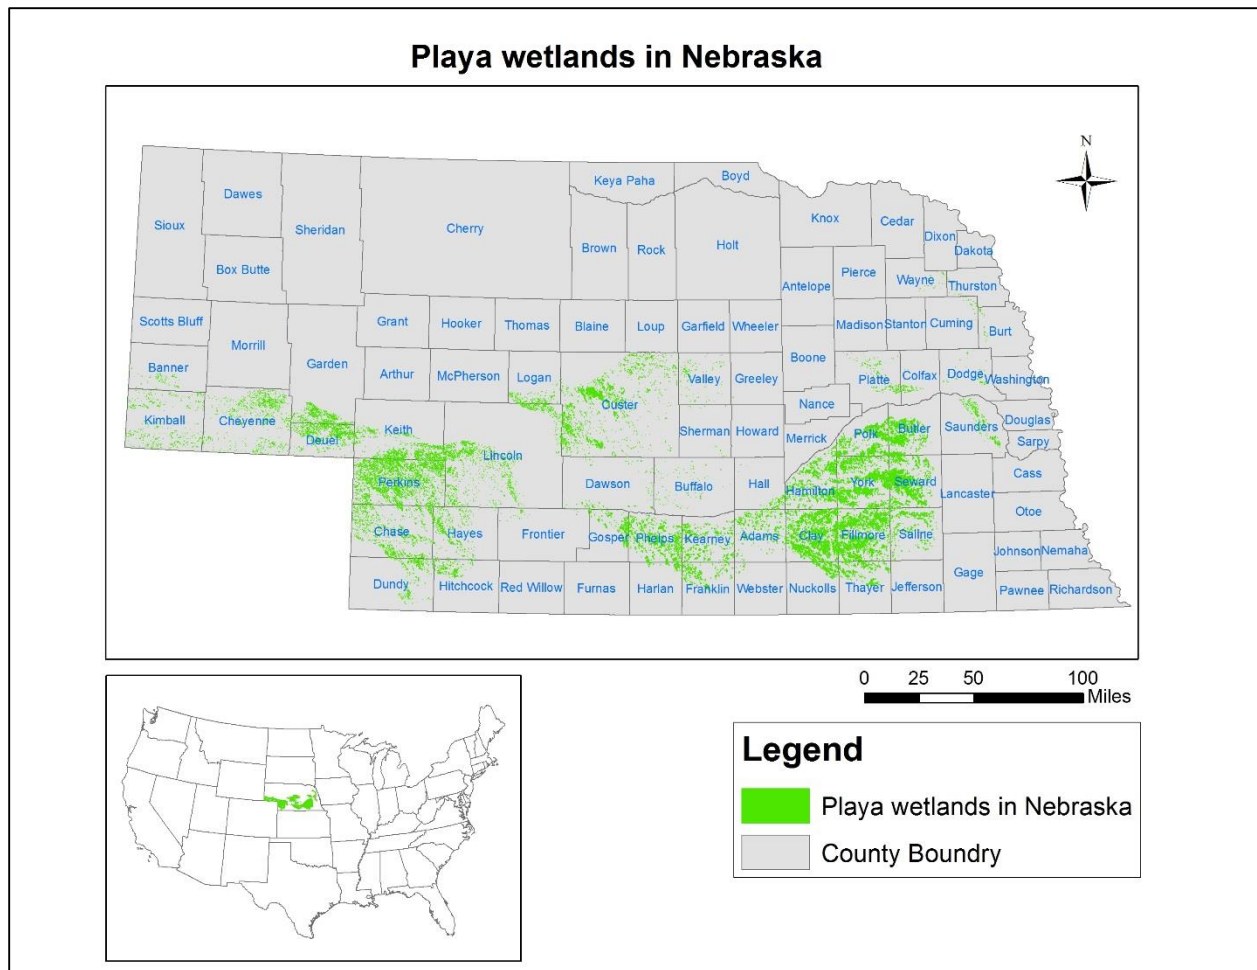 Playa wetlands in Nebraska
N
Keya Paha
Boyd
Dawes
Sioux
Sheridan
Cherry
Knox
Cedar
Dixon
Dakota
Brown
Rock
Holt
Box Butte
Antelope
Pierce
Wayne
Thurston
Scotts Bluff
Grant
Hooker
Thomas
Blaine
Loup
Garfield
Wheeler
Madison
Stanton
Cuming
Burt
Morrill
Garden
Boone
Banner
Arthur
McPherson
Logan
Valley
Greeley
Platte
Colfax
Dodge
Washington
Custer
Nance
Kimball
Cheyenne
Deuel
Keith
Lincoln
Sherman
Howard
Merrick
Polk
Butler
Saunders
Douglas
Sarpy
Perkins
Dawson
Buffalo
Hall
Hamilton
York
Seward
Lancaster
Cass
Otoe
Chase
Hayes
Frontier
Gosper
Phelps
Kearney
Adams
Clay
Fillmore
Saline
Johnson
Nemaha
Dundy
Hitchcock
Red Willow
Furnas
Harlan
Franklin
Webster
Nuckolls
Thayer
Jefferson
Gage
Pawnee
Richardson
0 25 50 100
Miles
Legend
Playa wetlands in Nebraska
County Boundry